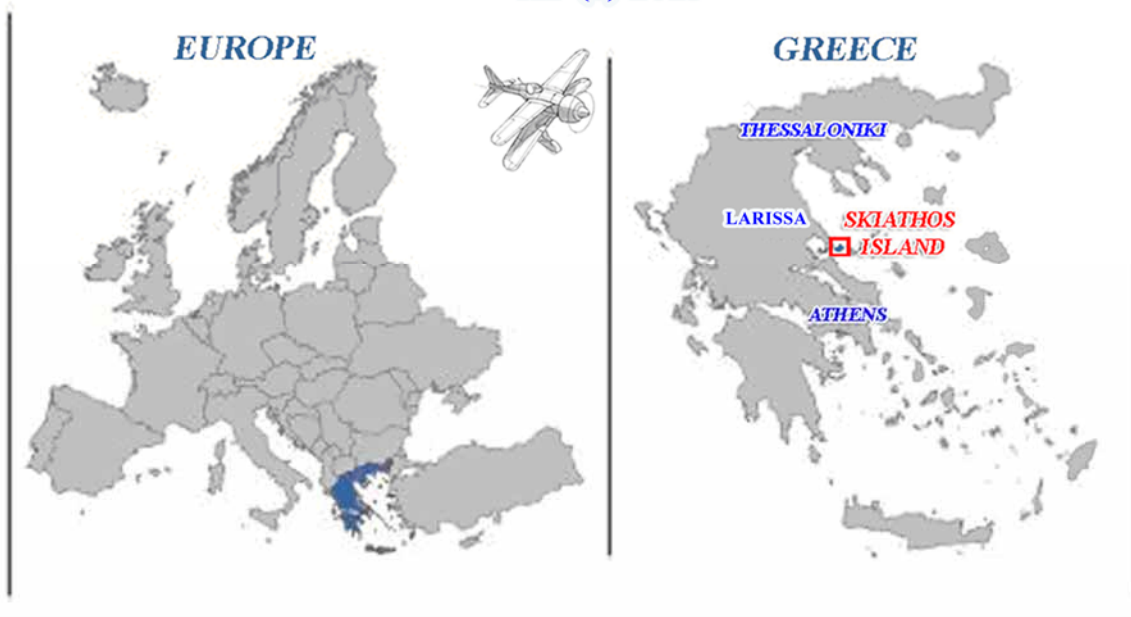 EUROPE
GREECE
THESSALONIKI
LARISSA
SKIATHOS
ISLAND
ATHENS